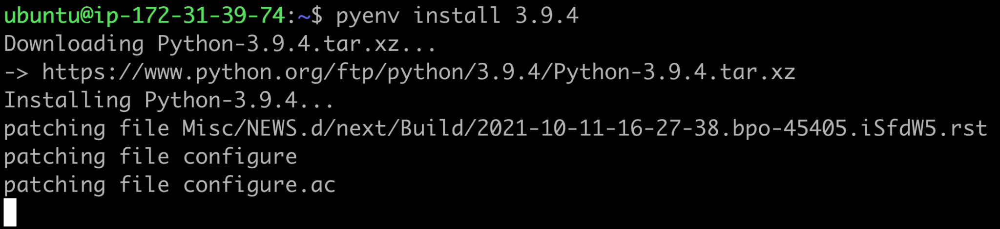 ubuntu@ip-172-31-39-74:~$ pyenv install 3.9.4
Downloading Python-3.9.4.tar.xz...
-> https://www.python.org/ftp/python/3.9.4/Python-3.9.4.tar.xz
Installing Python-3.9.4...
patching file Misc/NEWS.d/next/Build/2021-10-11-16-27-38.bpo-45405.iSfdW5.rst
patching file configure
patching file configure.ac